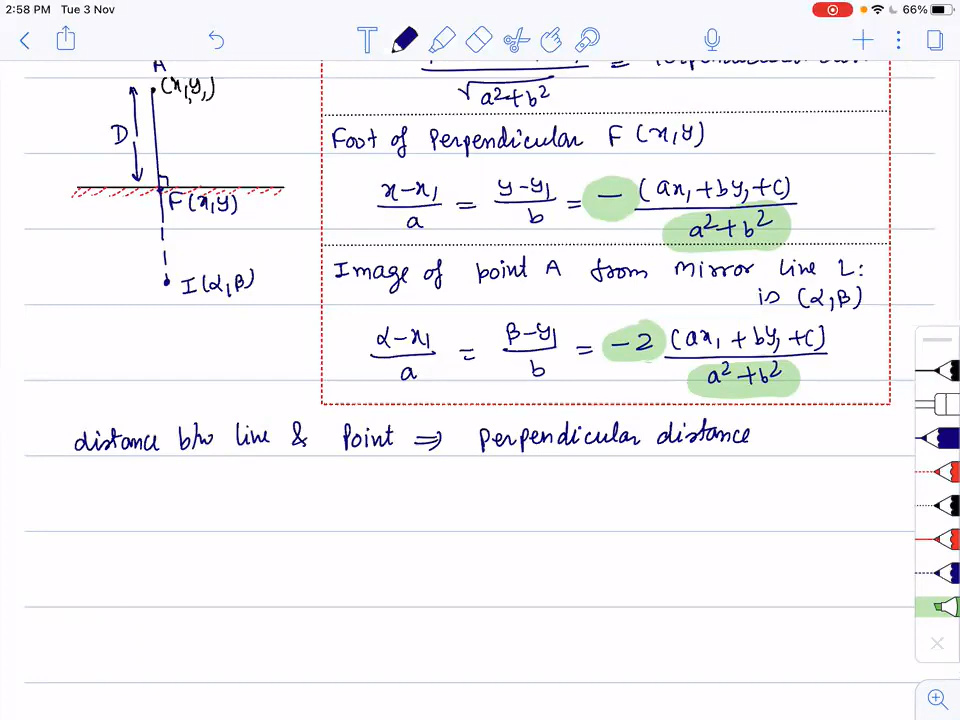 2:58 PM Tue 3 Nov
66%
T
A
(x₁,y₁)
D
F(x,y)
I(α,β)
√a²+b²
Foot of Perpendicular F(x,y)
x-x₁/a = y-y₁/b = -(ax₁+by₁+c)/a²+b²
Image of point A from Mirror line L:
is (α,β)
α-x₁/a = β-y₁/b = -2(ax₁+by₁+c)/a²+b²
distance b/w line & Point ⇒ Perpendicular distance